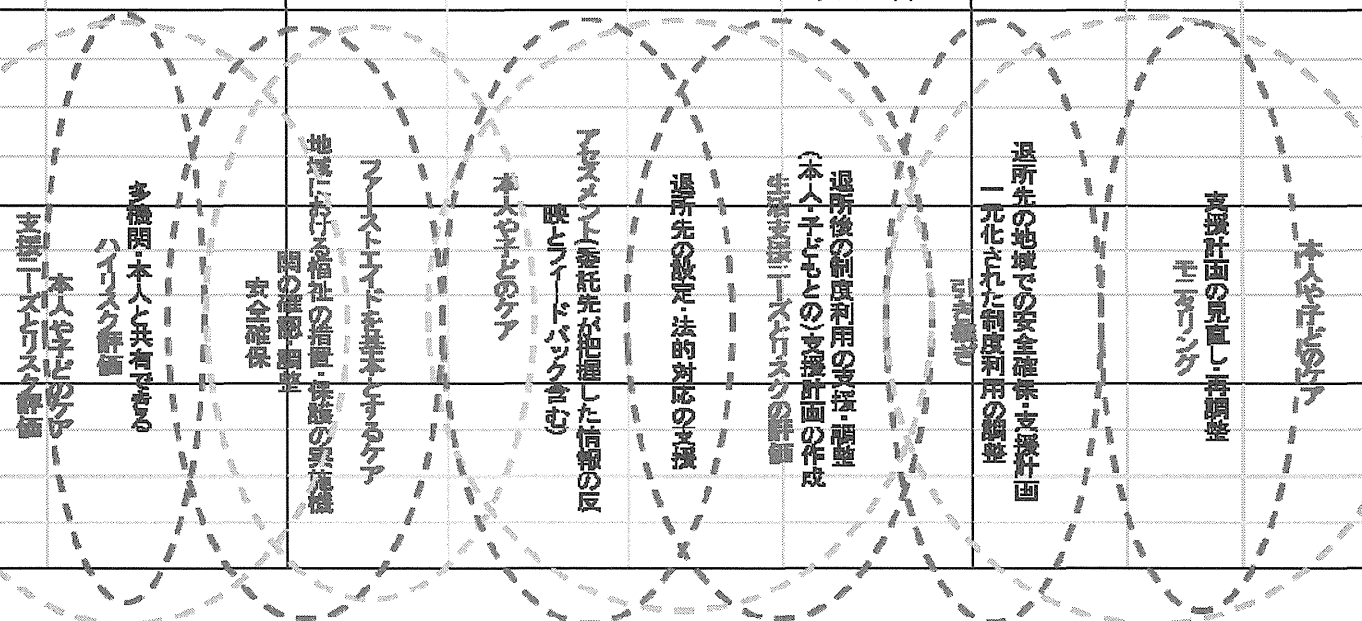 支援ニーズとリスク評価
本人や子どのケア
ハイリスク評価
多機関・本人と共有できる
安全確保
関の確認・調整
地域における福祉の措置・保護の実施機
ファーストエイドを基本とするケア
本人や子どのケア
アセスメント(委託先が把握した情報の反
映とフィードバック含む)
退所先の設定・法的対応の支援
生活支援ニーズとリスクの評価
退所後の制度利用の支援・調整
(本人・子どもとの)支援計画の作成
引き継ぎ
退所先の地域での安全確保・支援計画
一元化された制度利用の調整
モニタリング
支援計画の見直し・再調整
本人や子どのケア